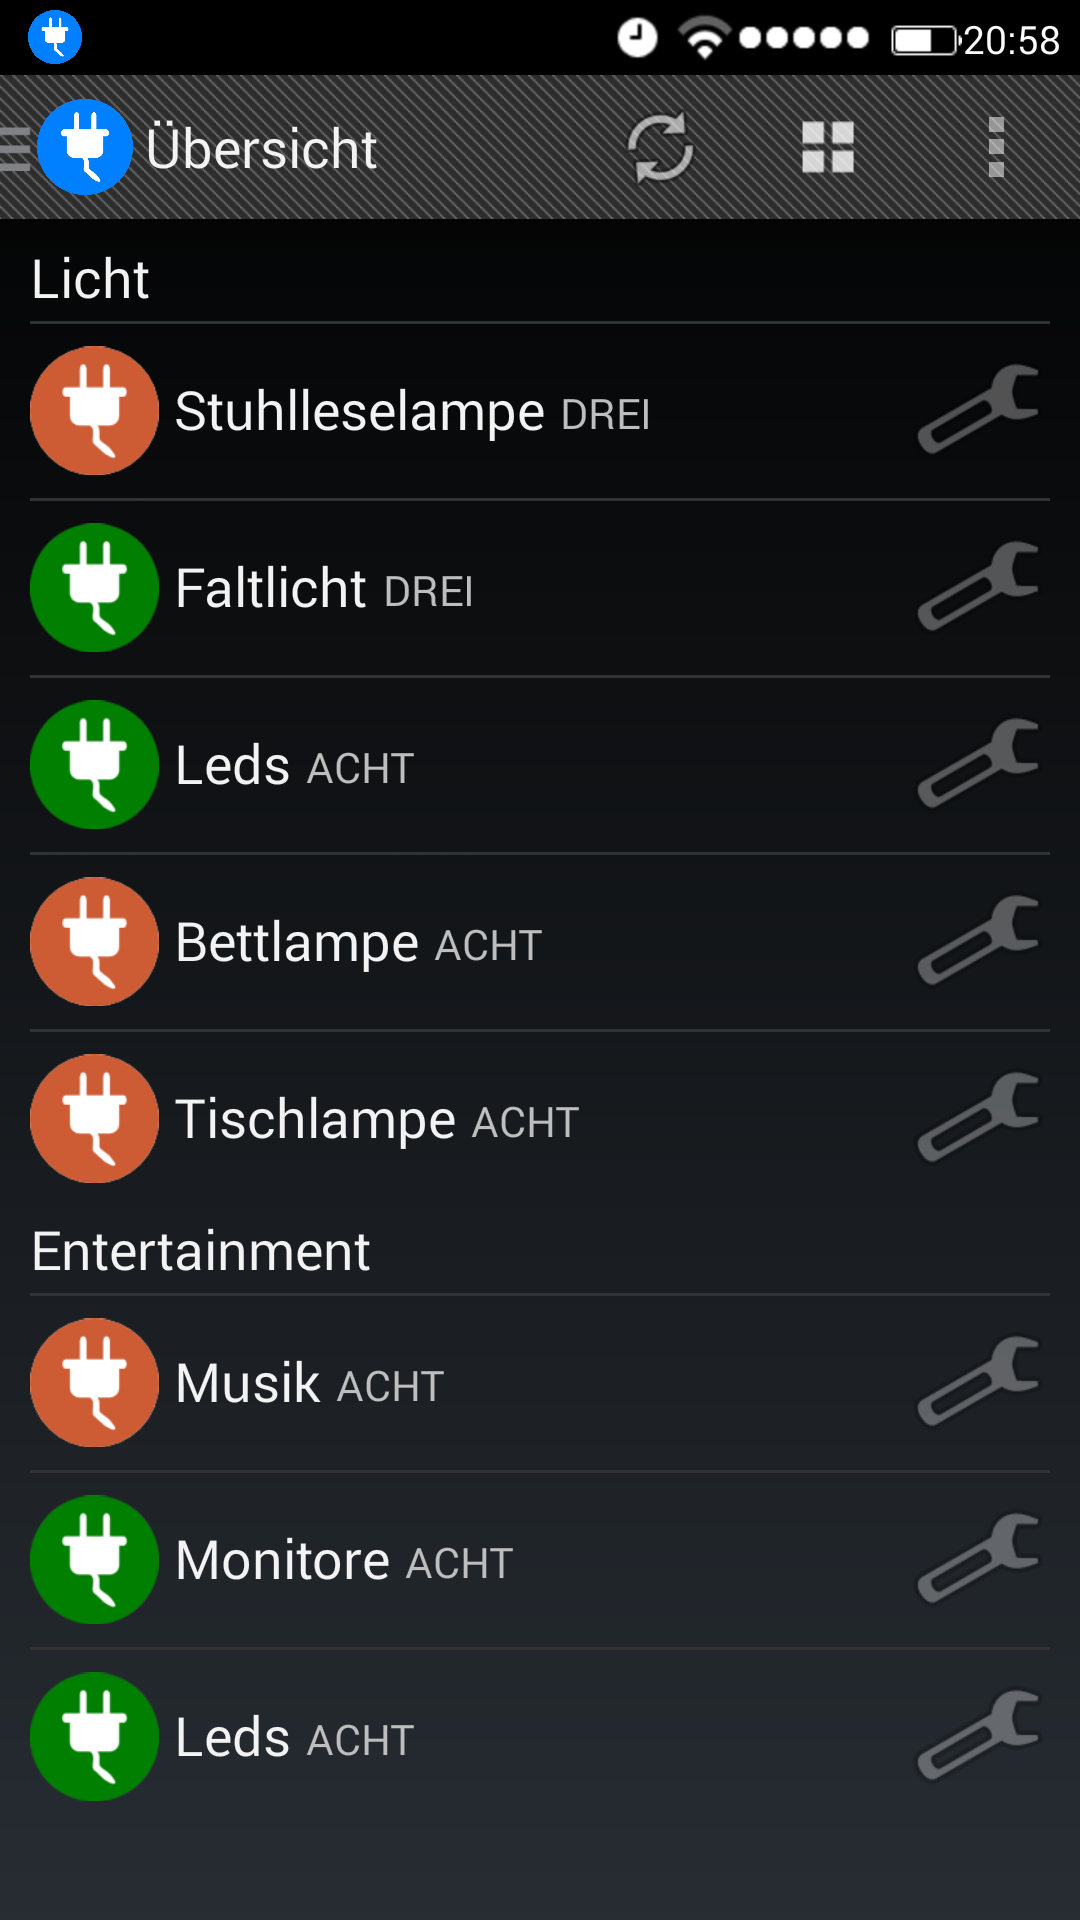 20:58
Übersicht
Licht
Stuhlleselampe DREI
Faltlicht DREI
Leds ACHT
Bettlampe ACHT
Tischlampe ACHT
Entertainment
Musik ACHT
Monitore ACHT
Leds ACHT